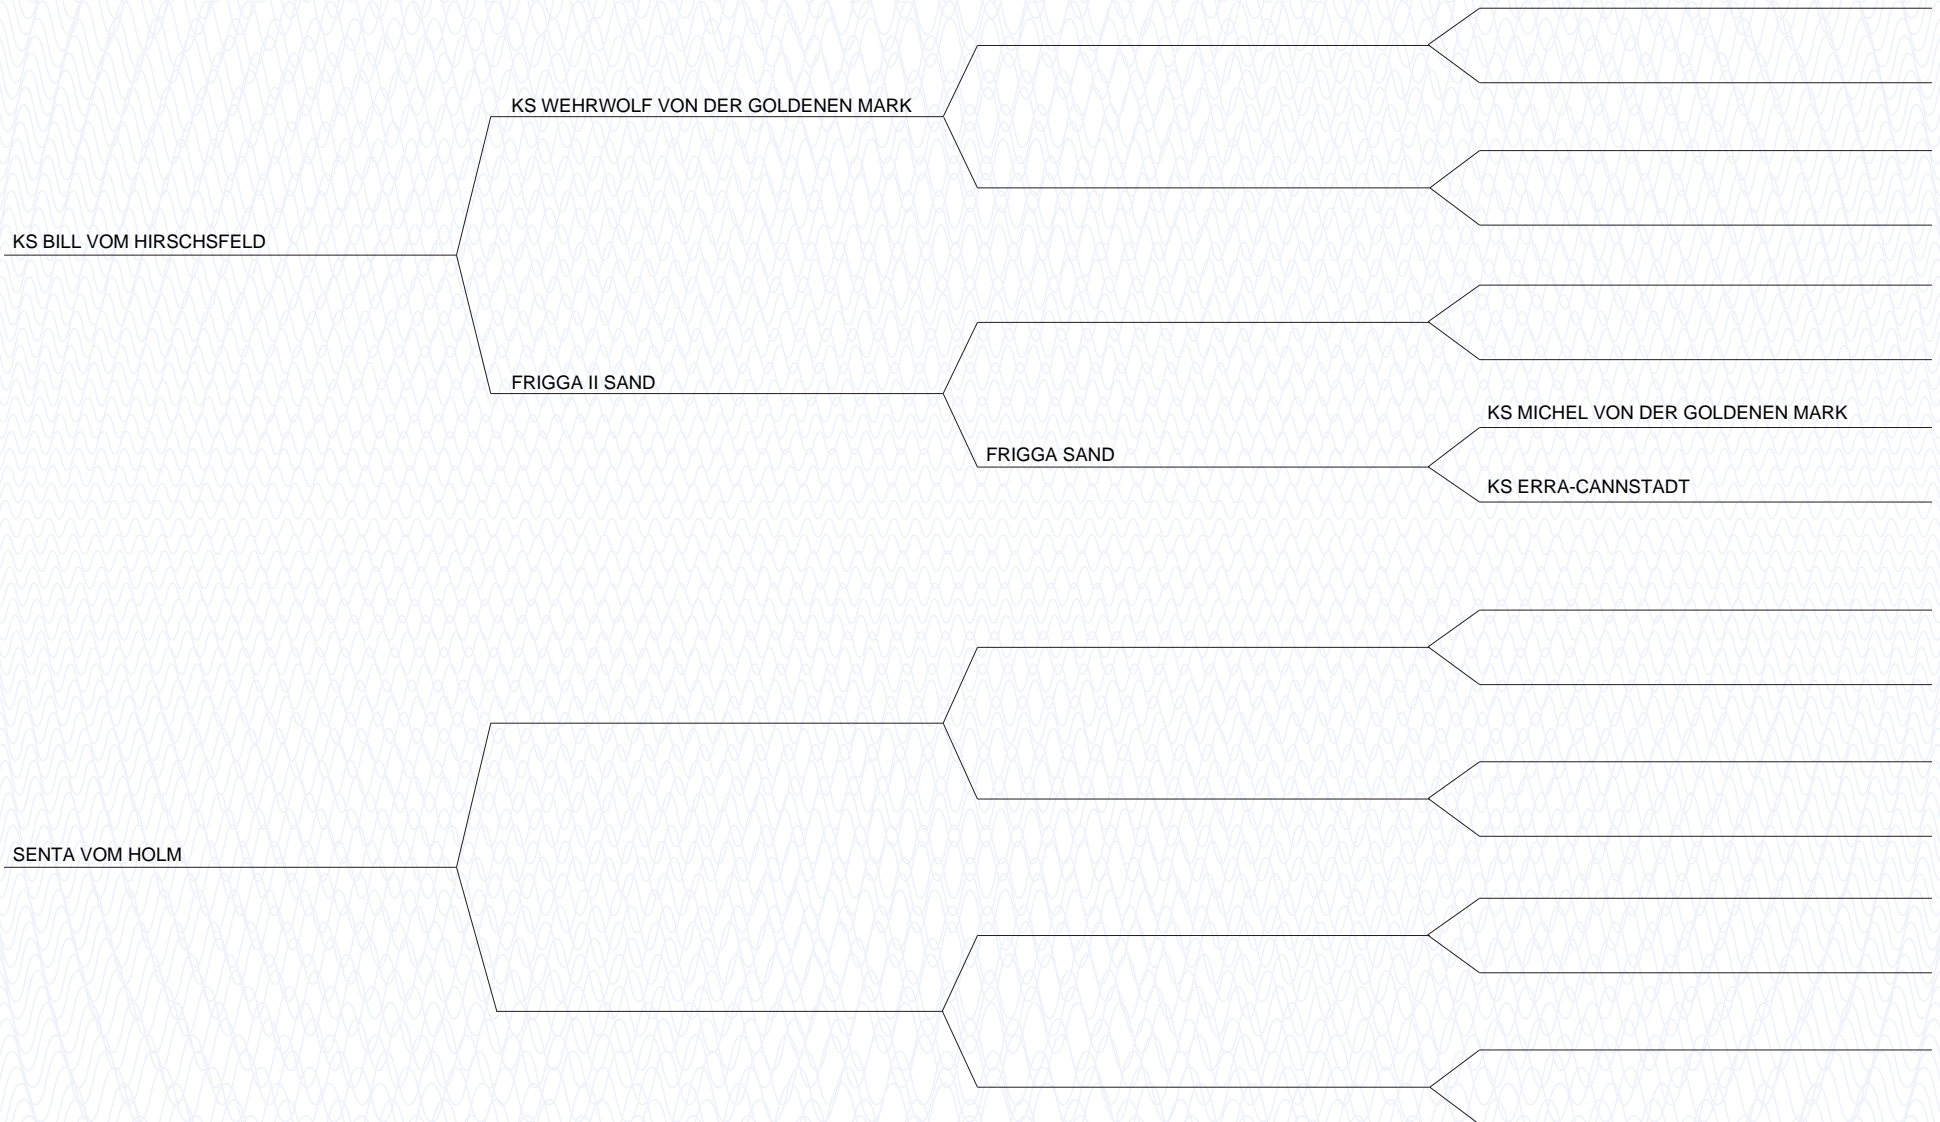 KS WEHRWOLF VON DER GOLDENEN MARK
KS BILL VOM HIRSCHSFELD
FRIGGA II SAND
KS MICHEL VON DER GOLDENEN MARK
FRIGGA SAND
KS ERRA-CANNSTADT
SENTA VOM HOLM